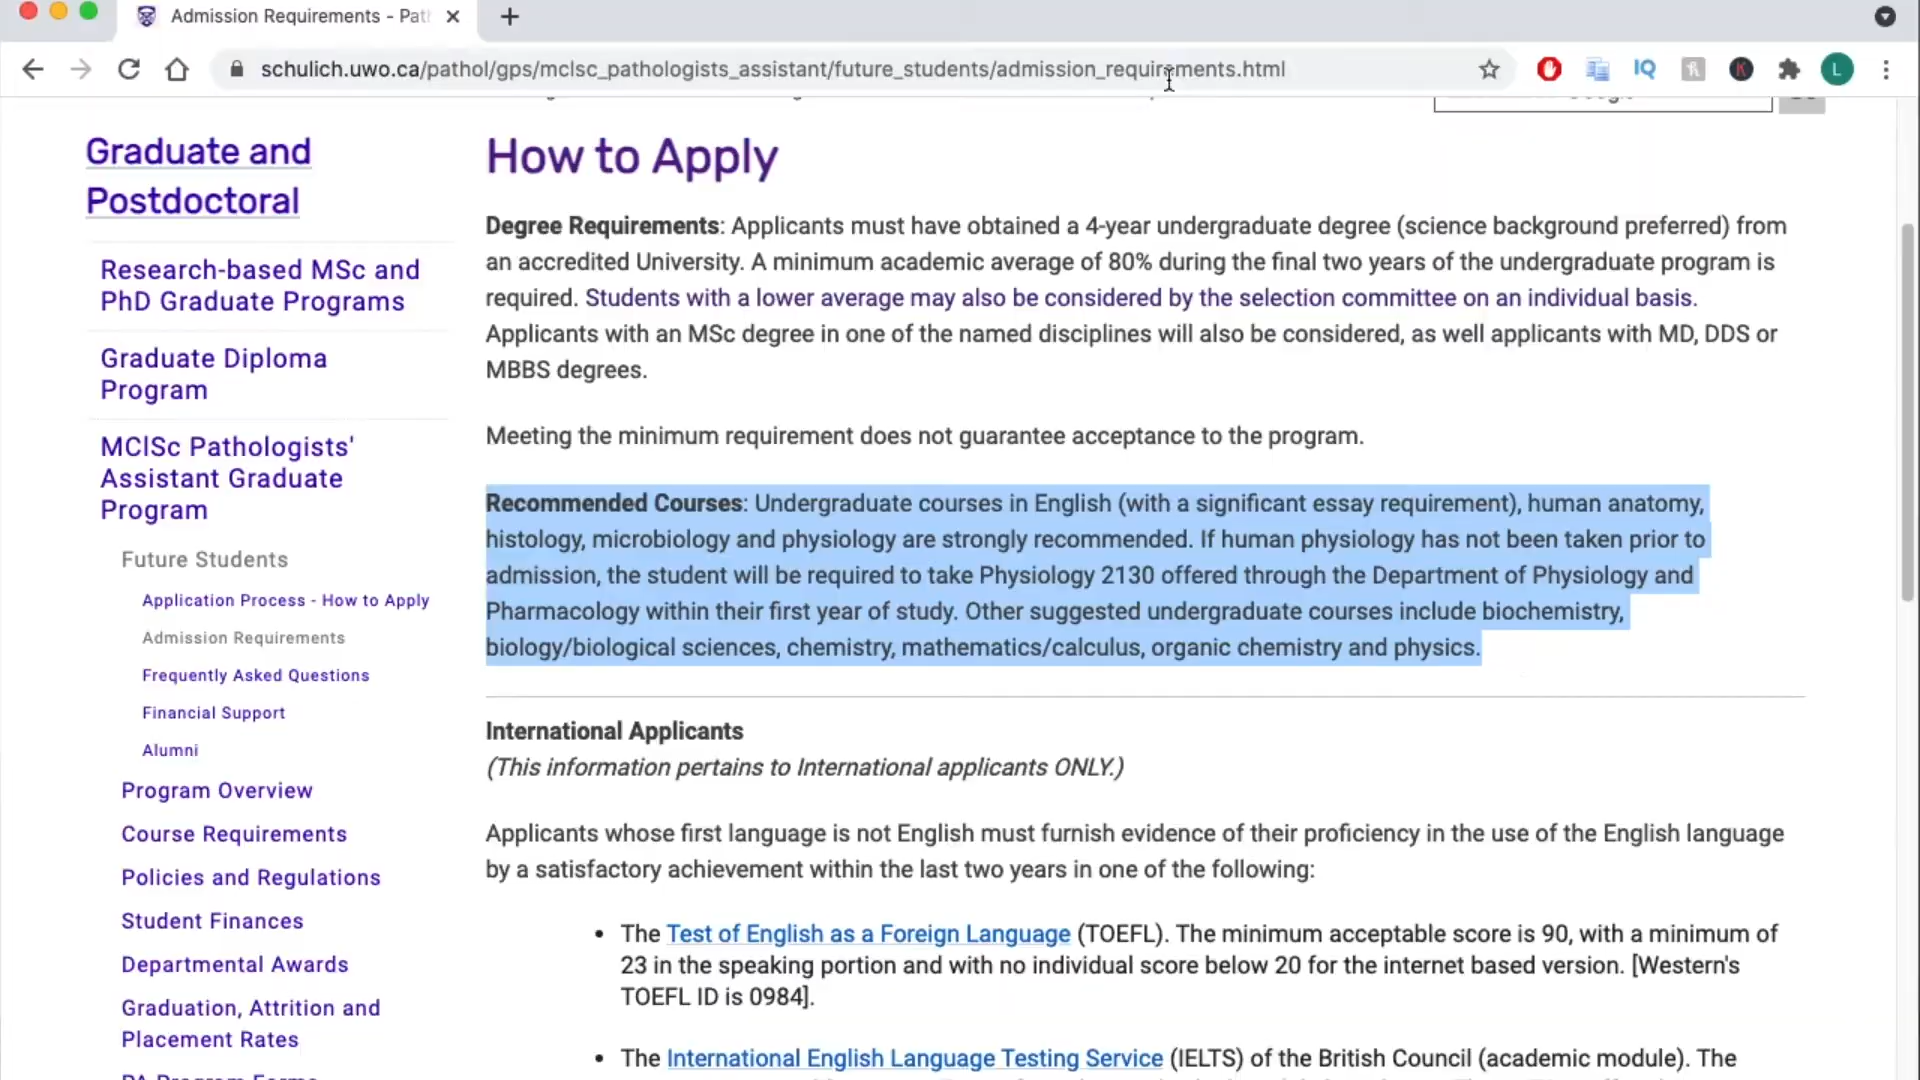 Admission Requirements - Pat
schulich.uwo.ca/pathol/gps/mclsc_pathologists_assistant/future_students/admission_requirements.html
IQ
K
L
Graduate and
Postdoctoral
Research-based MSc and
PhD Graduate Programs
Graduate Diploma
Program
MClSc Pathologists'
Assistant Graduate
Program
Future Students
Application Process - How to Apply
Admission Requirements
Frequently Asked Questions
Financial Support
Alumni
Program Overview
Course Requirements
Policies and Regulations
Student Finances
Departmental Awards
Graduation, Attrition and
Placement Rates
PA Program Forms
How to Apply
Degree Requirements: Applicants must have obtained a 4-year undergraduate degree (science background preferred) from
an accredited University. A minimum academic average of 80% during the final two years of the undergraduate program is
required. Students with a lower average may also be considered by the selection committee on an individual basis.
Applicants with an MSc degree in one of the named disciplines will also be considered, as well applicants with MD, DDS or
MBBS degrees.
Meeting the minimum requirement does not guarantee acceptance to the program.
Recommended Courses: Undergraduate courses in English (with a significant essay requirement), human anatomy,
histology, microbiology and physiology are strongly recommended. If human physiology has not been taken prior to
admission, the student will be required to take Physiology 2130 offered through the Department of Physiology and
Pharmacology within their first year of study. Other suggested undergraduate courses include biochemistry,
biology/biological sciences, chemistry, mathematics/calculus, organic chemistry and physics.
International Applicants
(This information pertains to International applicants ONLY.)
Applicants whose first language is not English must furnish evidence of their proficiency in the use of the English language
by a satisfactory achievement within the last two years in one of the following:
• The Test of English as a Foreign Language (TOEFL). The minimum acceptable score is 90, with a minimum of
23 in the speaking portion and with no individual score below 20 for the internet based version. [Western's
TOEFL ID is 0984].
• The International English Language Testing Service (IELTS) of the British Council (academic module). The